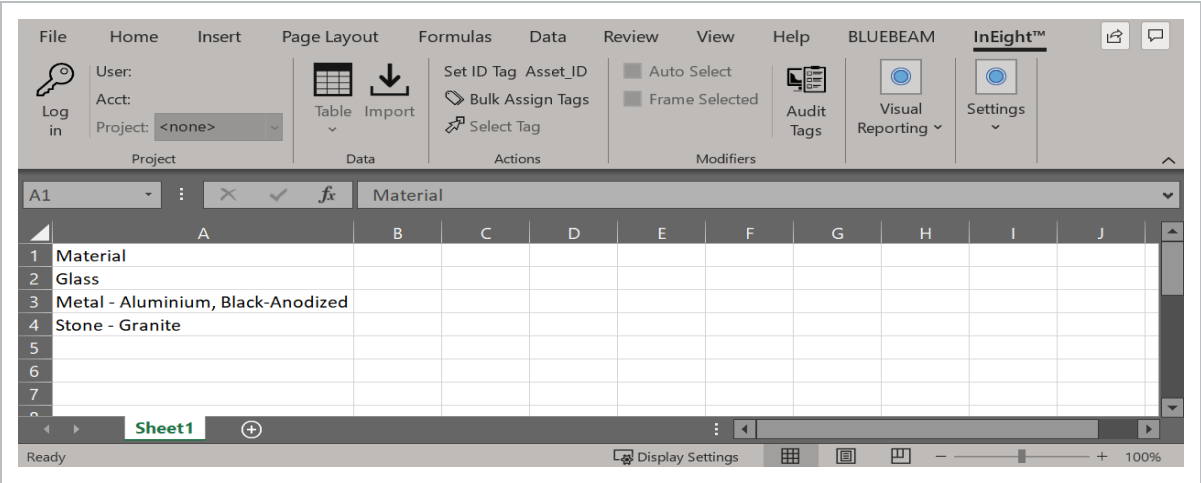 File Home Insert Page Layout Formulas Data Review View Help BLUEBEAM InEight™
Log in
User:
Acct:
Project: <none>
Project
Table Import
Data
Set ID Tag Asset_ID
Bulk Assign Tags
Select Tag
Actions
Auto Select
Frame Selected
Modifiers
Audit Tags
Visual Reporting
Settings
A1 fx Material
A B C D E F G H I J
1 Material
2 Glass
3 Metal - Aluminium, Black-Anodized
4 Stone - Granite
5
6
7
Sheet1
Ready Display Settings 100%